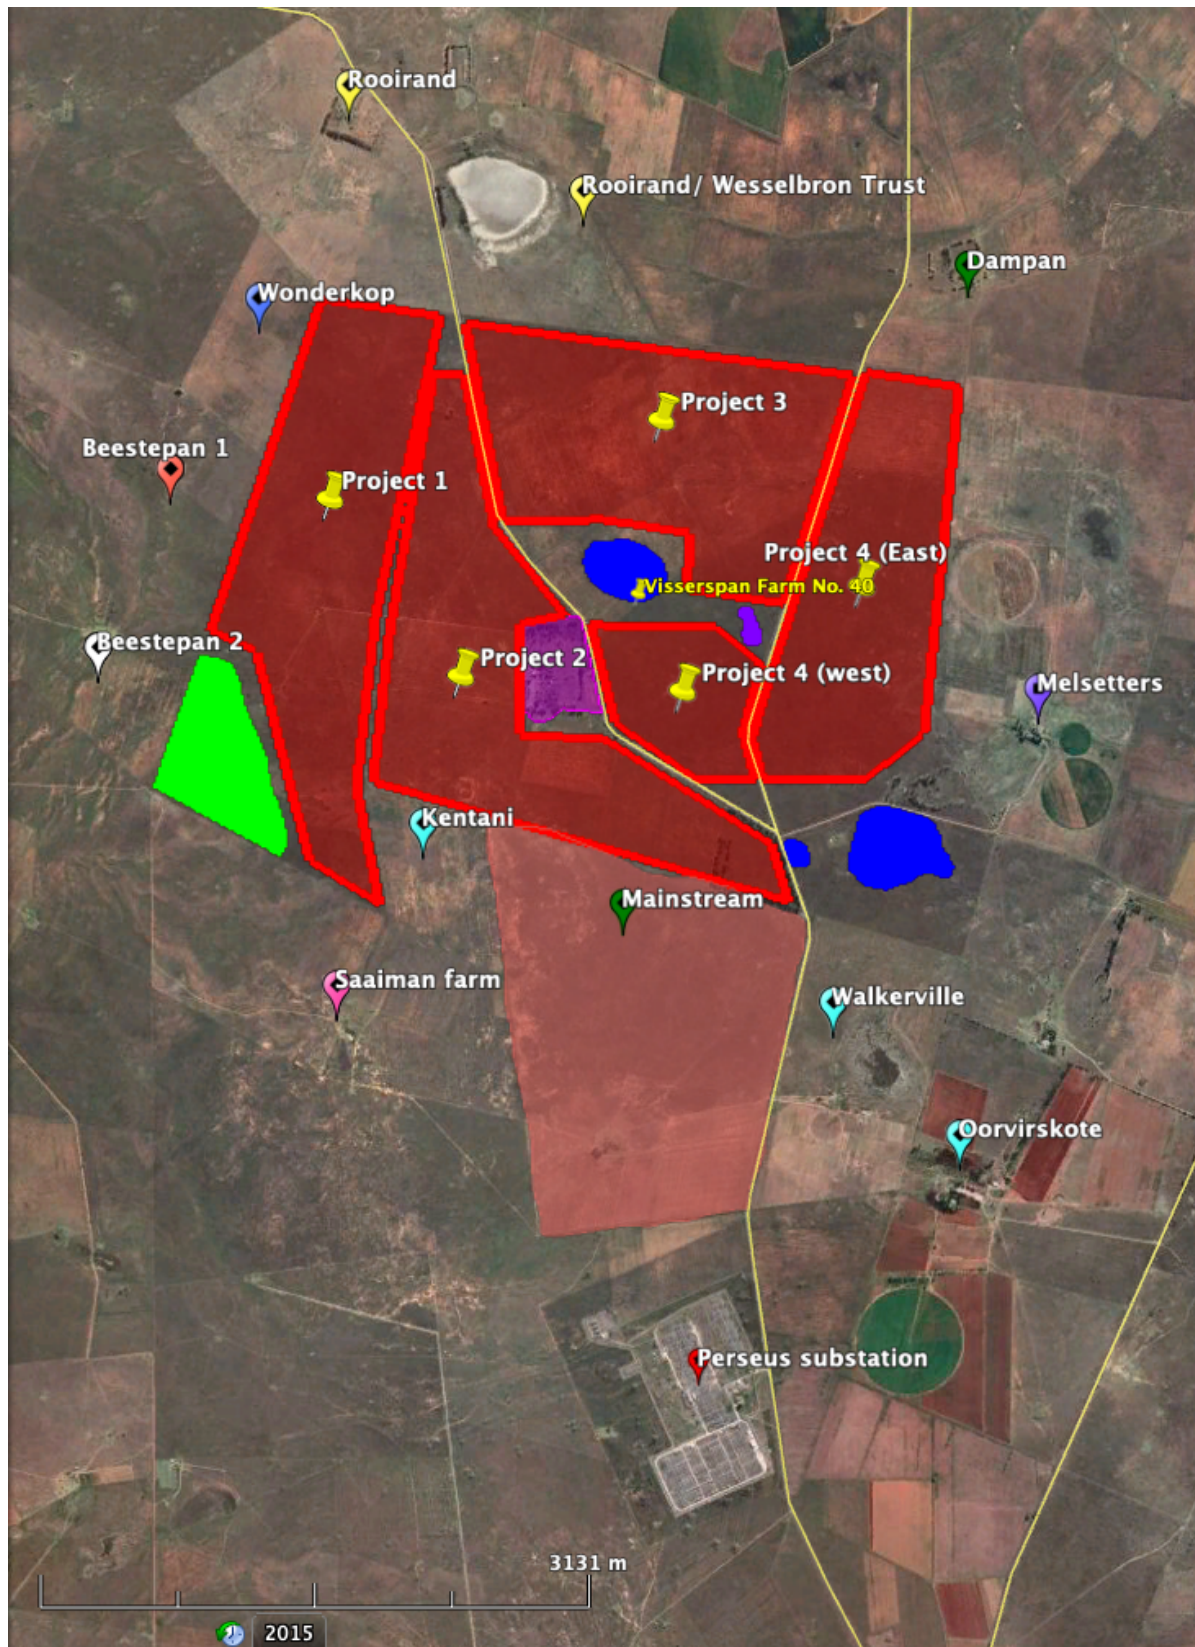 Rooirand
Rooirand/ Wesselbron Trust
Dampan
Wonderkop
Project 3
Beestepan 1
Project 1
Project 4 (East)
Visserspan Farm No. 40
Beestepan 2
Project 2
Project 4 (west)
Melsetters
Kentani
Mainstream
Saaiman farm
Walkerville
Oorvirskote
Perseus substation
3131 m
2015